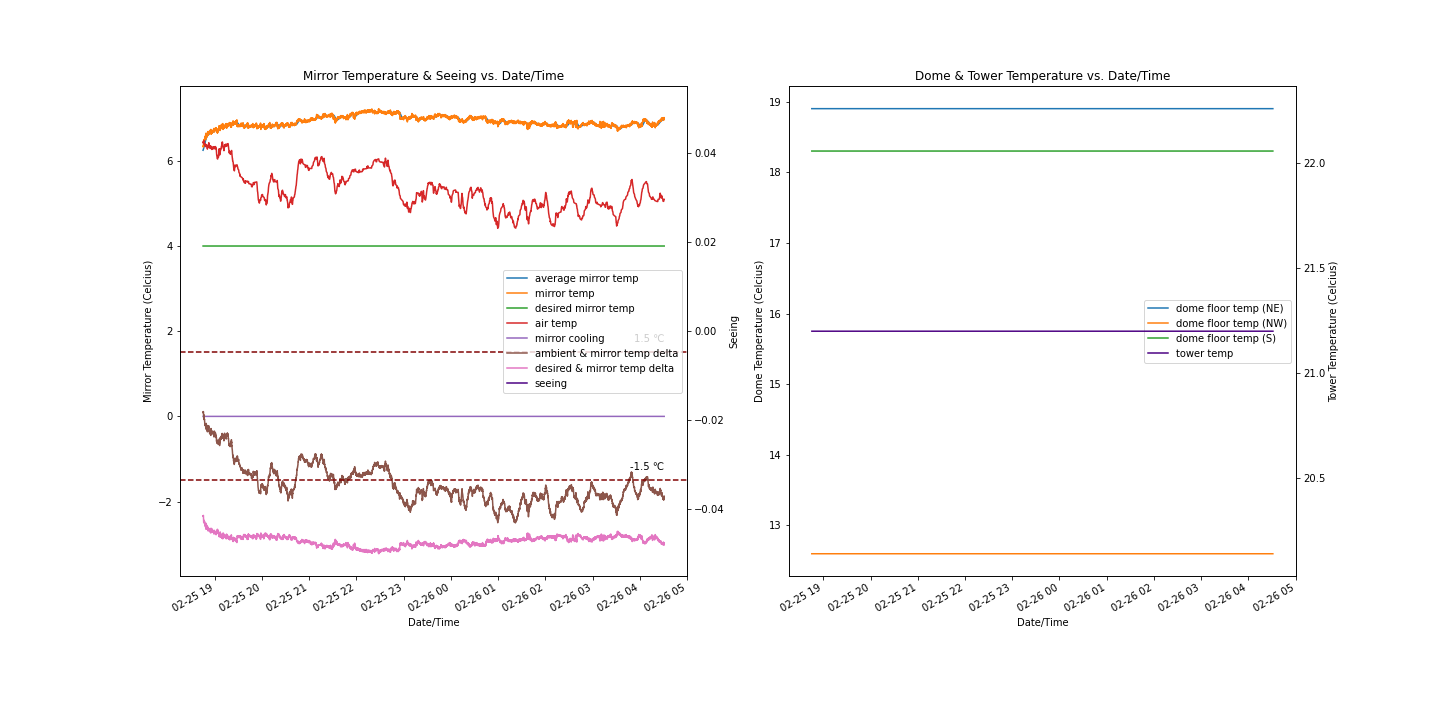 Mirror Temperature & Seeing vs. Date/Time
Mirror Temperature (Celcius)
6
4
2
0
−2
0.04
0.02
0.00
−0.02
−0.04
Seeing
average mirror temp
mirror temp
desired mirror temp
air temp
mirror cooling
ambient & mirror temp delta
desired & mirror temp delta
seeing
1.5 °C
-1.5 °C
02-25 19
02-25 20
02-25 21
02-25 22
02-25 23
02-26 00
02-26 01
02-26 02
02-26 03
02-26 04
02-26 05
Date/Time
Dome & Tower Temperature vs. Date/Time
Dome Temperature (Celcius)
19
18
17
16
15
14
13
22.0
21.5
21.0
20.5
Tower Temperature (Celcius)
dome floor temp (NE)
dome floor temp (NW)
dome floor temp (S)
tower temp
02-25 19
02-25 20
02-25 21
02-25 22
02-25 23
02-26 00
02-26 01
02-26 02
02-26 03
02-26 04
02-26 05
Date/Time